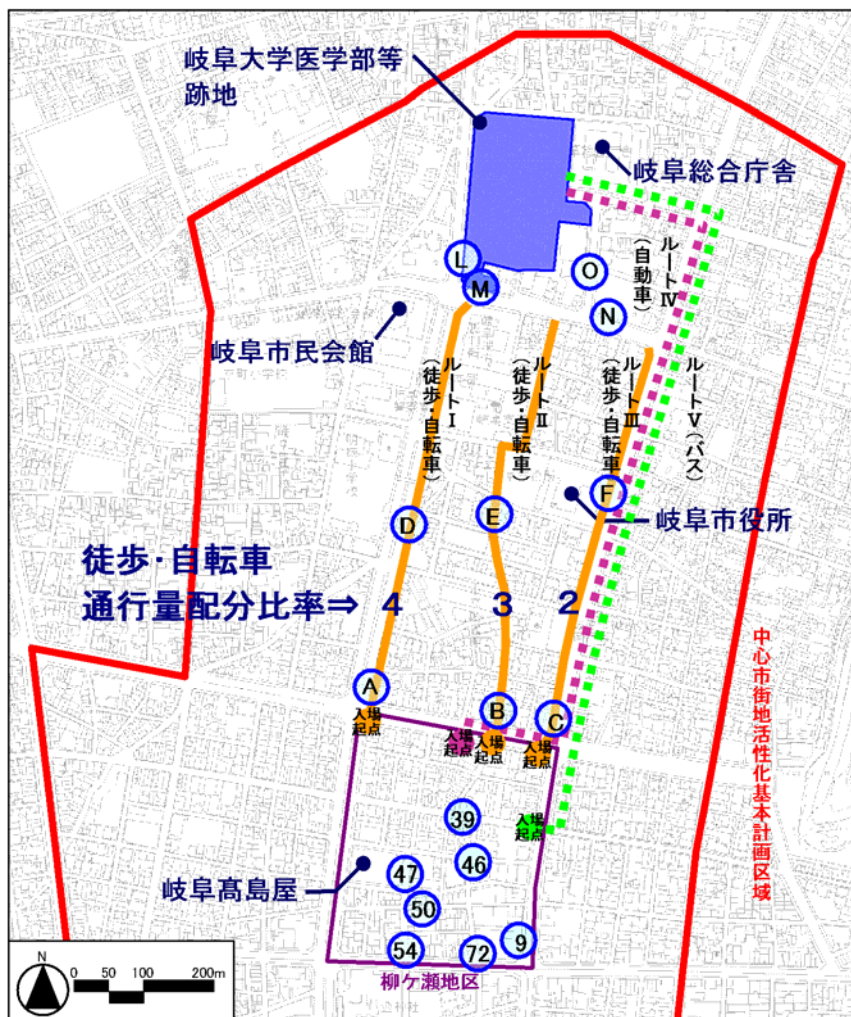 岐阜大学医学部等
跡地
岐阜総合庁舎
L
M
O
N
ルートⅣ
(自動車)
岐阜市民会館
ルートⅠ
(徒歩・自転車)
ルートⅡ
(徒歩・自転車)
ルートⅢ
(徒歩・自転車)
ルートⅤ(バス)
D
E
F
岐阜市役所
徒歩・自転車
通行量配分比率⇒ 4 3 2
A
B
C
入場
起点
入場
起点
入場
起点
入場
起点
入場
起点
中心市街地活性化基本計画区域
39
46
47
50
54
72
9
岐阜髙島屋
柳ケ瀬地区
N
0 50 100 200m